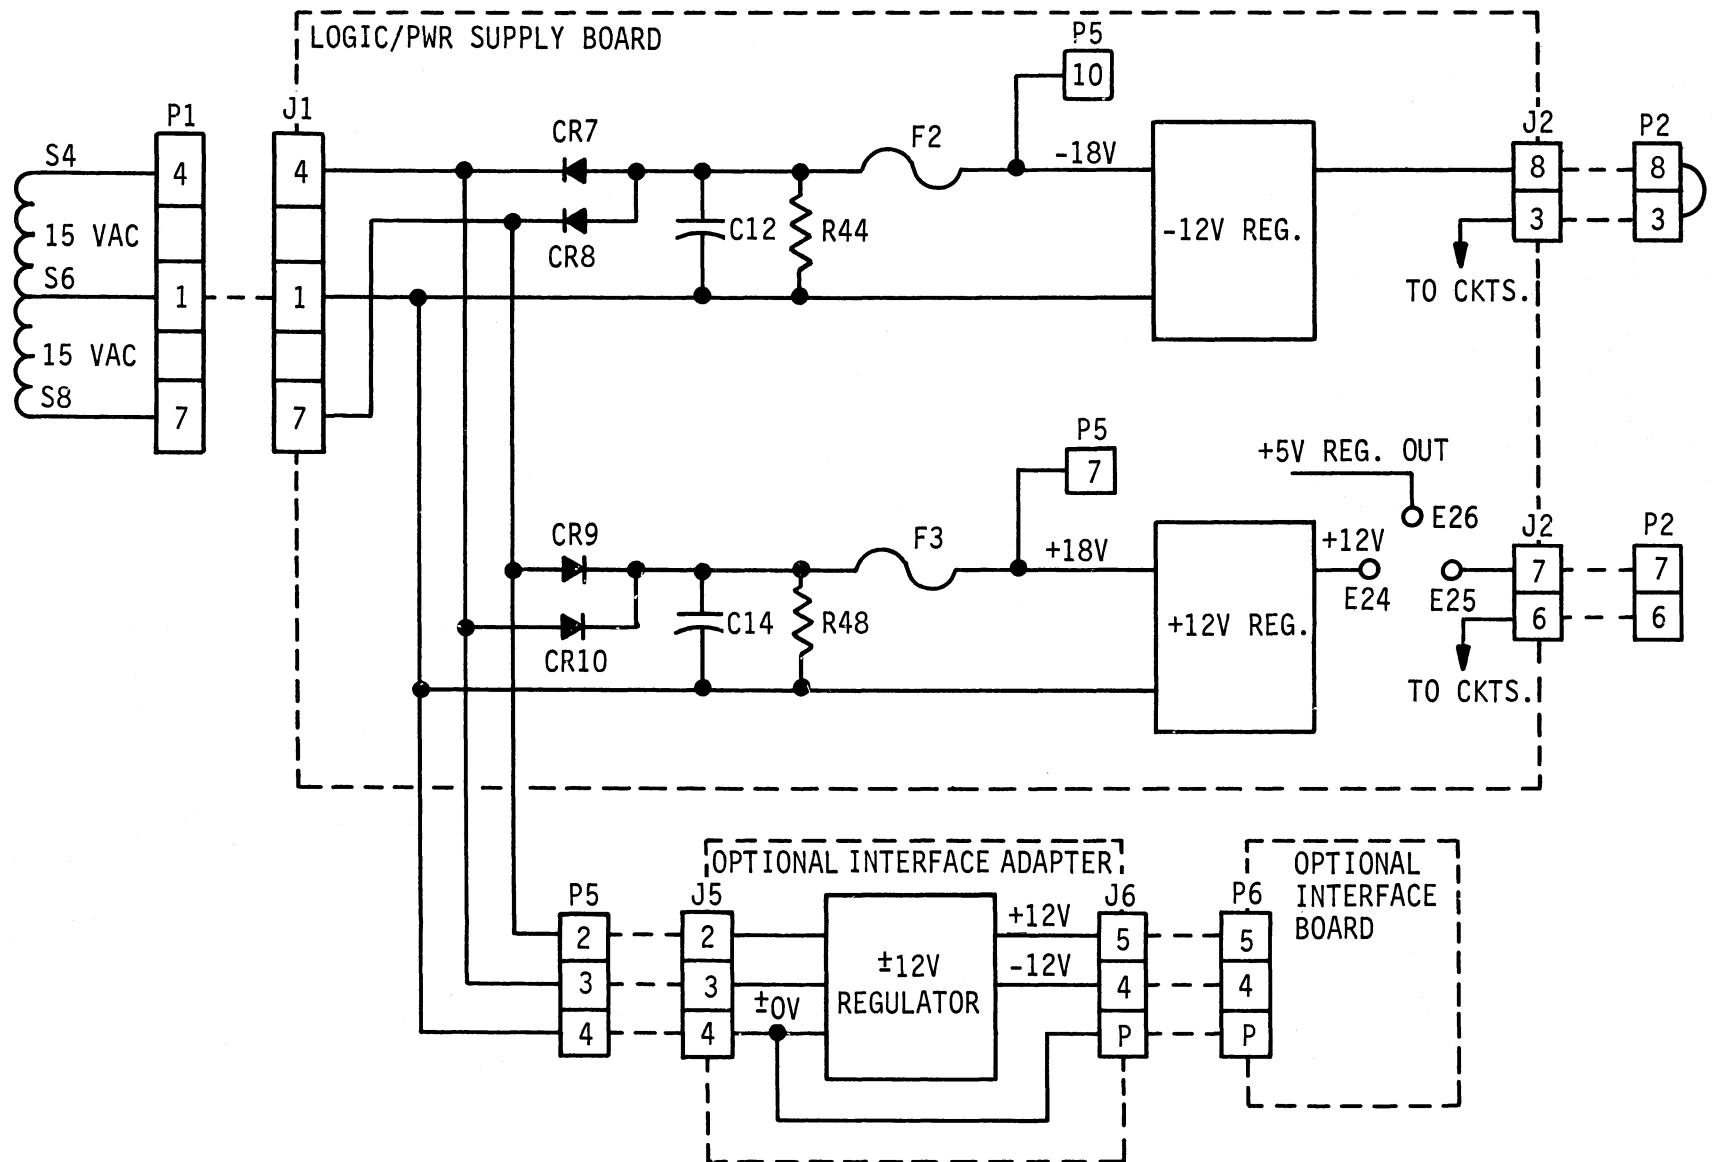 LOGIC/PWR SUPPLY BOARD
P5
10
P1
J1
CR7
F2
-18V
J2
P2
S4
4
4
8
8
15 VAC
CR8
C12
R44
-12V REG.
3
3
S6
1
1
TO CKTS.
15 VAC
S8
7
7
P5
7
+5V REG. OUT
E26
CR9
F3
+18V
+12V
J2
P2
E24
E25
7
7
CR10
C14
R48
+12V REG.
6
6
TO CKTS.
OPTIONAL INTERFACE ADAPTER
OPTIONAL
INTERFACE
BOARD
P5
J5
J6
P6
2
2
+12V
5
5
±12V
REGULATOR
3
3
-12V
4
4
±0V
4
4
P
P